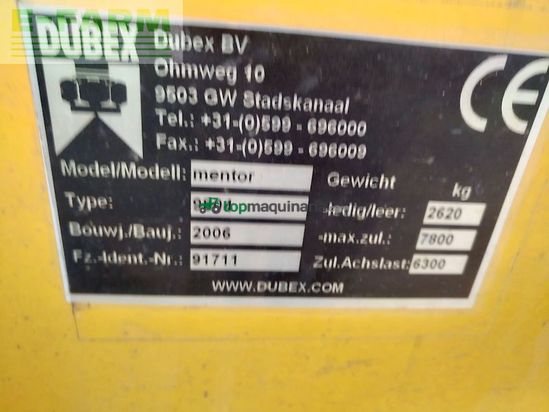 FARM
DUBEX
Dubex BV
Ohmweg 10
9503 GW Stadskanaal
Tel.: +31-(0)599 - 696000
Fax.: +31-(0)599 - 696009
CE
Model/Modell: mentor
Gewicht kg
Type:
topmaquina
ledig/leer: 2620
Bouwj./Bauj.: 2006
-max.zul.: 7800
Fz.-Ident.-Nr.: 91711
Zul.Achslast: 6300
WWW.DUBEX.COM